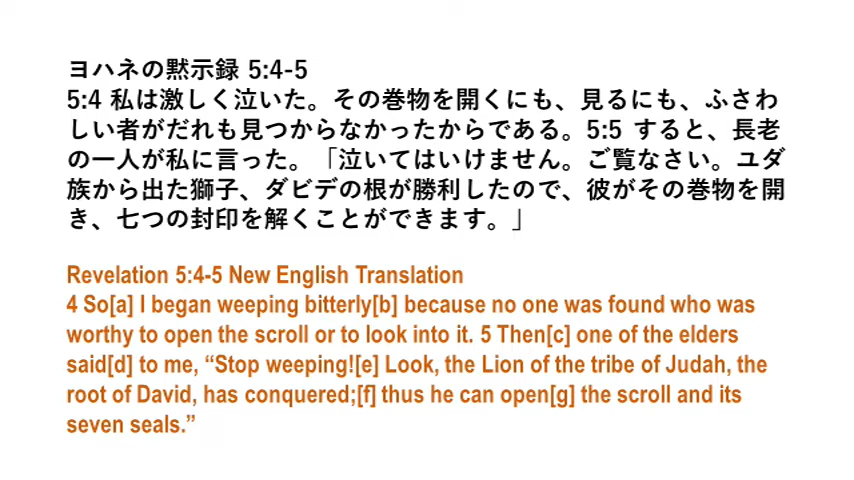 ヨハネの黙示録 5:4-5
5:4 私は激しく泣いた。その巻物を開くにも、見るにも、ふさわ
しい者がだれも見つからなかったからである。5:5 すると、長老
の一人が私に言った。「泣いてはいけません。ご覧なさい。ユダ
族から出た獅子、ダビデの根が勝利したので、彼がその巻物を開
き、七つの封印を解くことができます。」
Revelation 5:4-5 New English Translation
4 So[a] I began weeping bitterly[b] because no one was found who was
worthy to open the scroll or to look into it. 5 Then[c] one of the elders
said[d] to me, “Stop weeping![e] Look, the Lion of the tribe of Judah, the
root of David, has conquered;[f] thus he can open[g] the scroll and its
seven seals.”